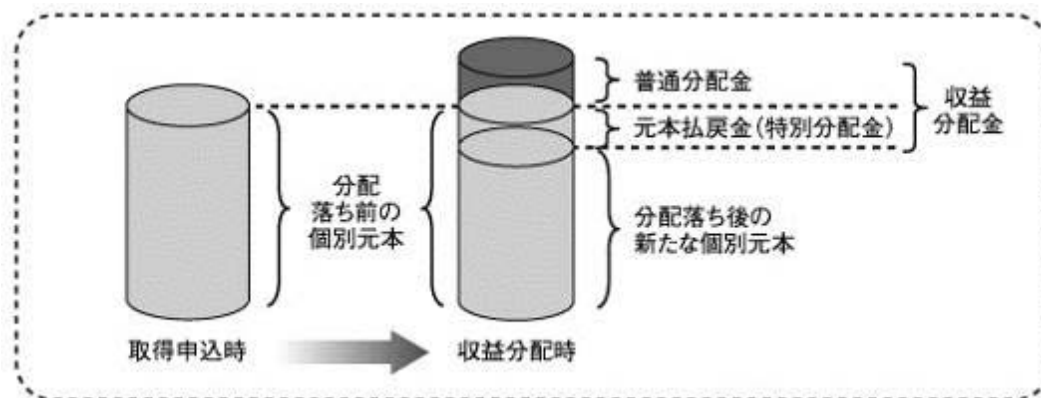 普通分配金
元本払戻金(特別分配金)
収益
分配金
分配
落ち前の
個別元本
分配落ち後の
新たな個別元本
取得申込時
収益分配時